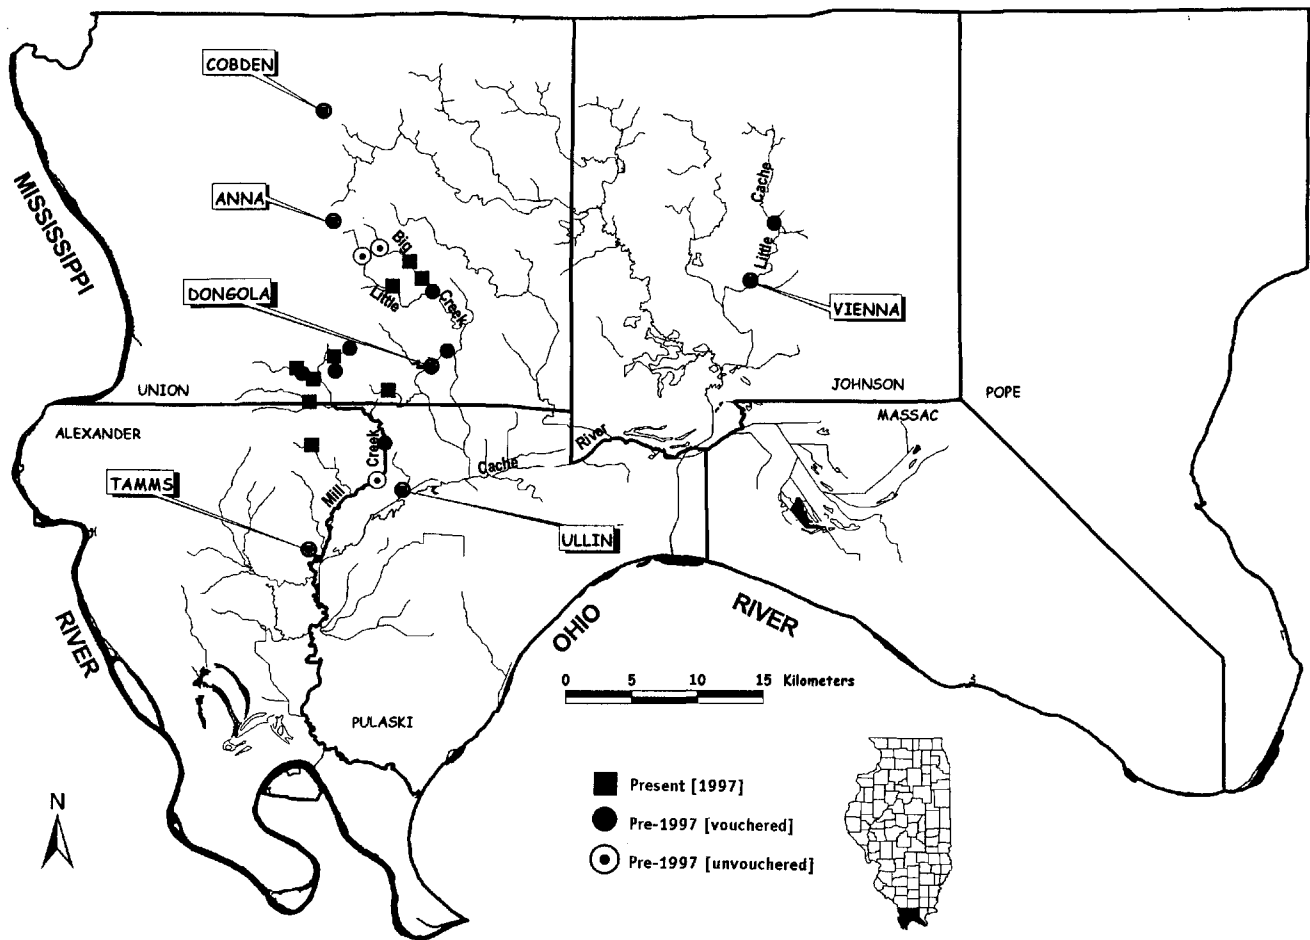 COBDEN
MISSISSIPPI
ANNA
Big
Little
Creek
DONGOLA
Little Cache
VIENNA
UNION
JOHNSON
POPE
ALEXANDER
MASSAC
Mill Creek
Cache River
TAMMS
ULLIN
RIVER
OHIO
RIVER
0 5 10 15 Kilometers
PULASKI
Present [1997]
Pre-1997 [vouchered]
Pre-1997 [unvouchered]
N